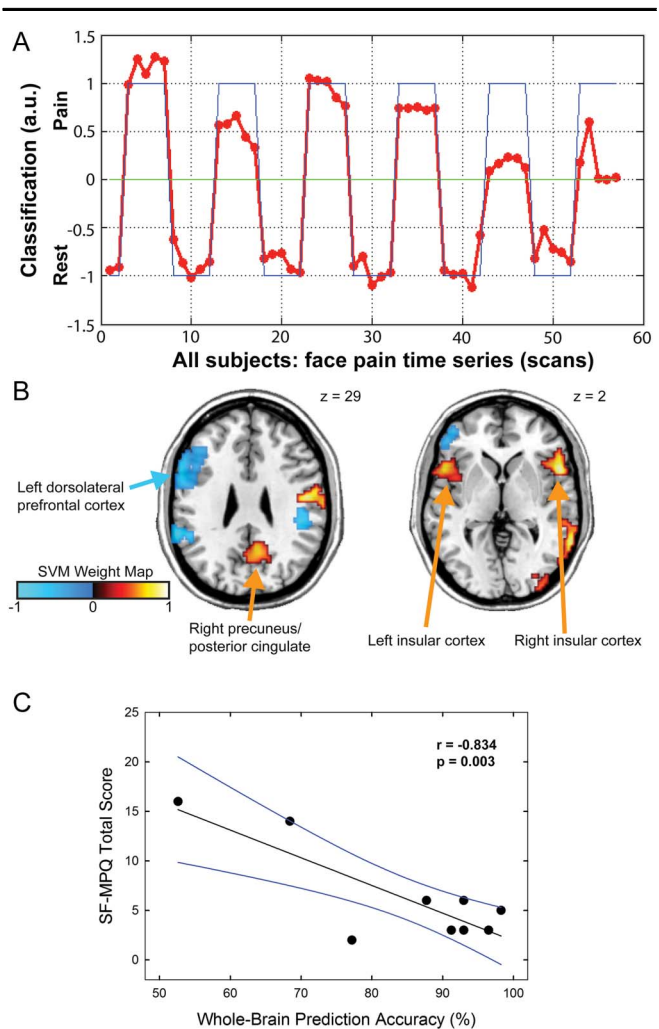 A
Classification (a.u.)
Rest Pain
1.5
1
0.5
0
-0.5
-1
-1.5
0 10 20 30 40 50 60
All subjects: face pain time series (scans)
B
z = 29
z = 2
Left dorsolateral
prefrontal cortex
SVM Weight Map
-1 0 1
Right precuneus/
posterior cingulate
Left insular cortex
Right insular cortex
C
r = -0.834
p = 0.003
SF-MPQ Total Score
25
20
15
10
5
0
50 60 70 80 90 100
Whole-Brain Prediction Accuracy (%)